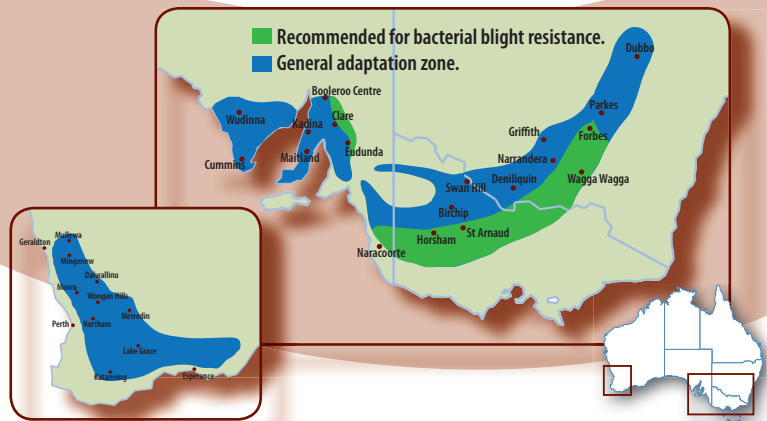 Recommended for bacterial blight resistance.
General adaptation zone.
Dubbo
Booleroo Centre
Wudinna
Clare
Kadina
Parkes
Griffith
Forbes
Cummins
Maitland
Eudunda
Narrandera
Swan Hill
Deniliquin
Wagga Wagga
Birchip
Horsham
St Arnaud
Naracoorte
Mullewa
Geraldton
Mingenew
Dalwallinu
Moora
Wongan Hills
Merredin
Perth
Northam
Lake Grace
Katanning
Esperance